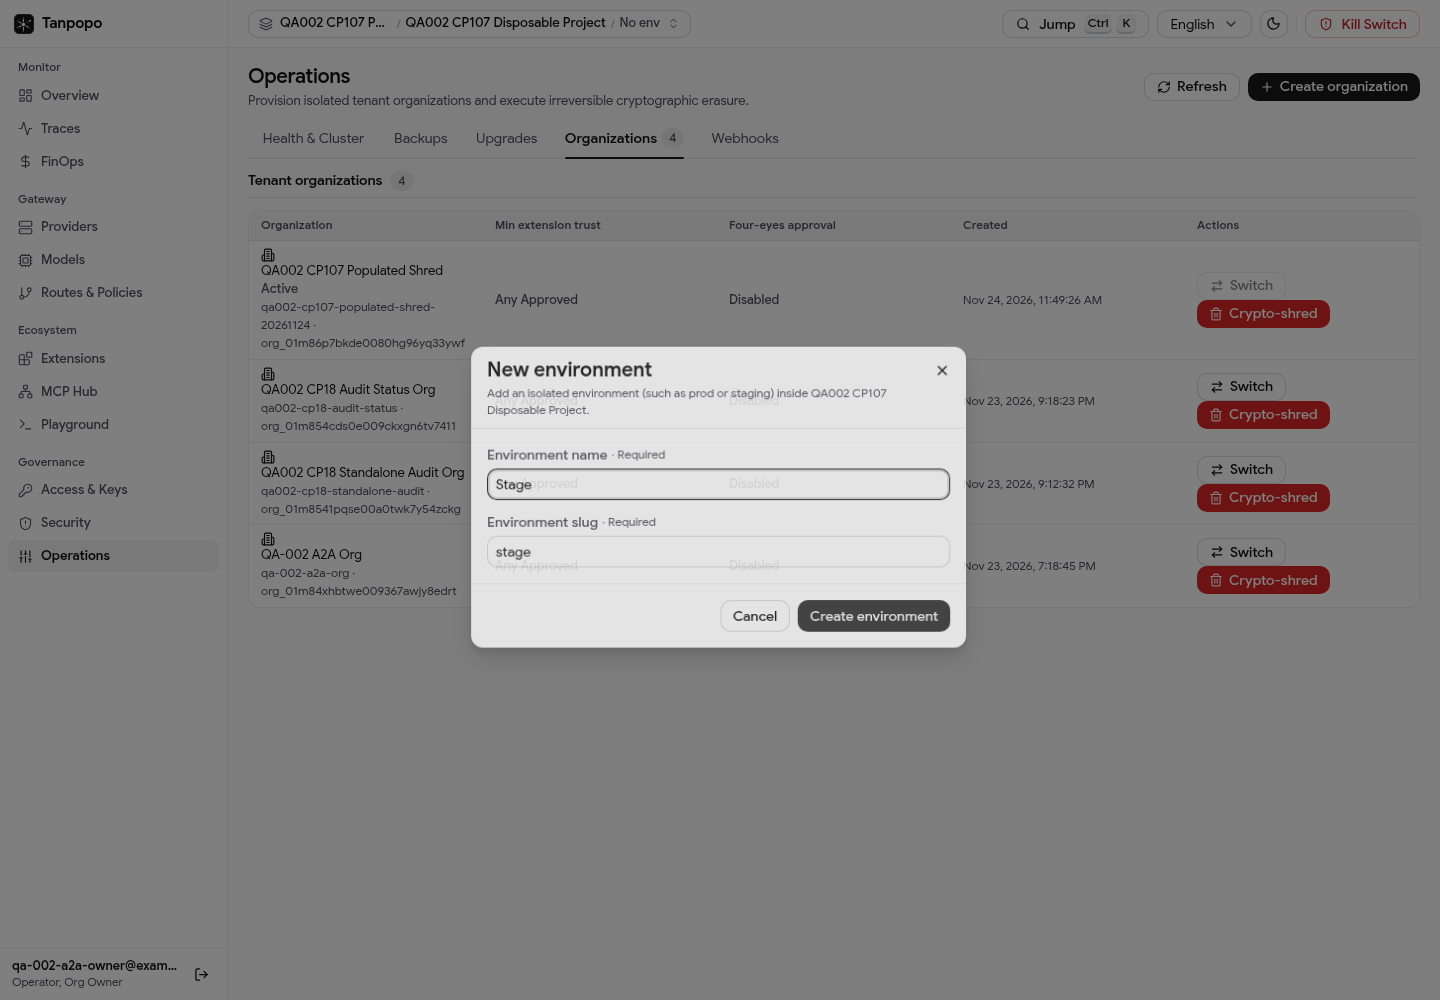 Tanpopo
QA002 CP107 P... / QA002 CP107 Disposable Project / No env
Jump Ctrl K
English
Kill Switch
Monitor
Overview
Traces
FinOps
Gateway
Providers
Models
Routes & Policies
Ecosystem
Extensions
MCP Hub
Playground
Governance
Access & Keys
Security
Operations
qa-002-a2a-owner@exam...
Operator, Org Owner
Operations
Provision isolated tenant organizations and execute irreversible cryptographic erasure.
Refresh
Create organization
Health & Cluster Backups Upgrades Organizations 4 Webhooks
Tenant organizations 4
Organization Min extension trust Four-eyes approval Created Actions
QA002 CP107 Populated Shred
Active
qa002-cp107-populated-shred-
20261124 ·
org_01m86p7bkde0080hg96yq33ywf
Any Approved
Disabled
Nov 24, 2026, 11:49:26 AM
Switch
Crypto-shred
QA002 CP18 Audit Status Org
qa002-cp18-audit-status ·
org_01m854cds0e009ckxgn6tv7411
Any Approved
Disabled
Nov 23, 2026, 9:18:23 PM
Switch
Crypto-shred
QA002 CP18 Standalone Audit Org
qa002-cp18-standalone-audit ·
org_01m8541pqse00a0twk7y54zckg
Approved
Disabled
Nov 23, 2026, 9:12:32 PM
Switch
Crypto-shred
QA-002 A2A Org
qa-002-a2a-org ·
org_01m84xhbtwe009367awjy8edrt
Any Approved
Disabled
Nov 23, 2026, 7:18:45 PM
Switch
Crypto-shred
New environment
Add an isolated environment (such as prod or staging) inside QA002 CP107
Disposable Project.
Environment name · Required
Stage
Environment slug · Required
stage
Cancel
Create environment